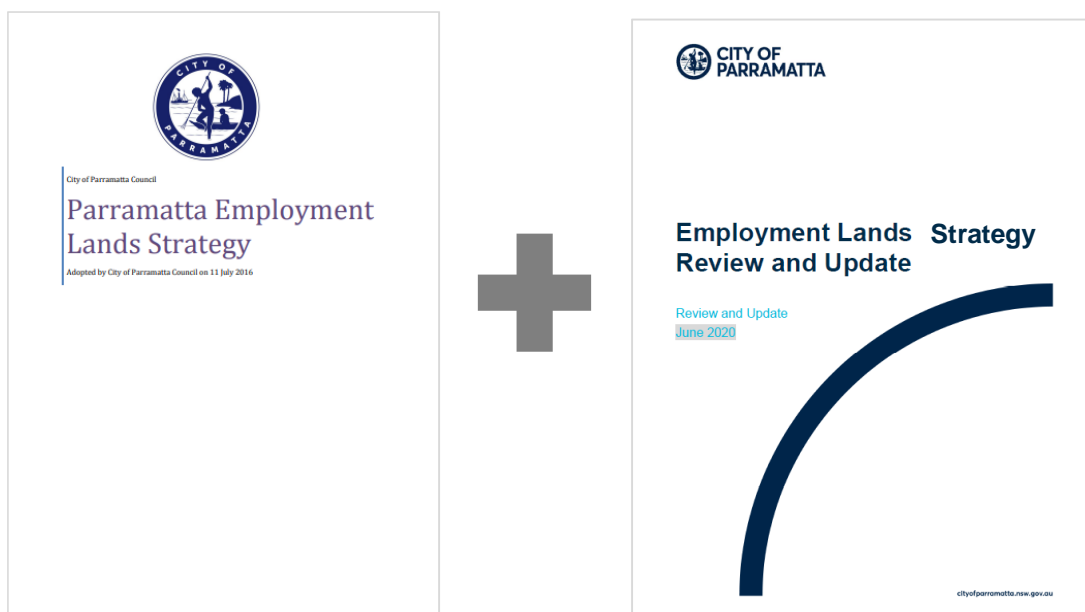 CITY OF
PARRAMATTA
City of Parramatta Council
Parramatta Employment
Lands Strategy
Adopted by City of Parramatta Council on 11 July 2016
CITY OF
PARRAMATTA
Employment Lands Strategy
Review and Update
Review and Update
June 2020
cityofparramatta.nsw.gov.au